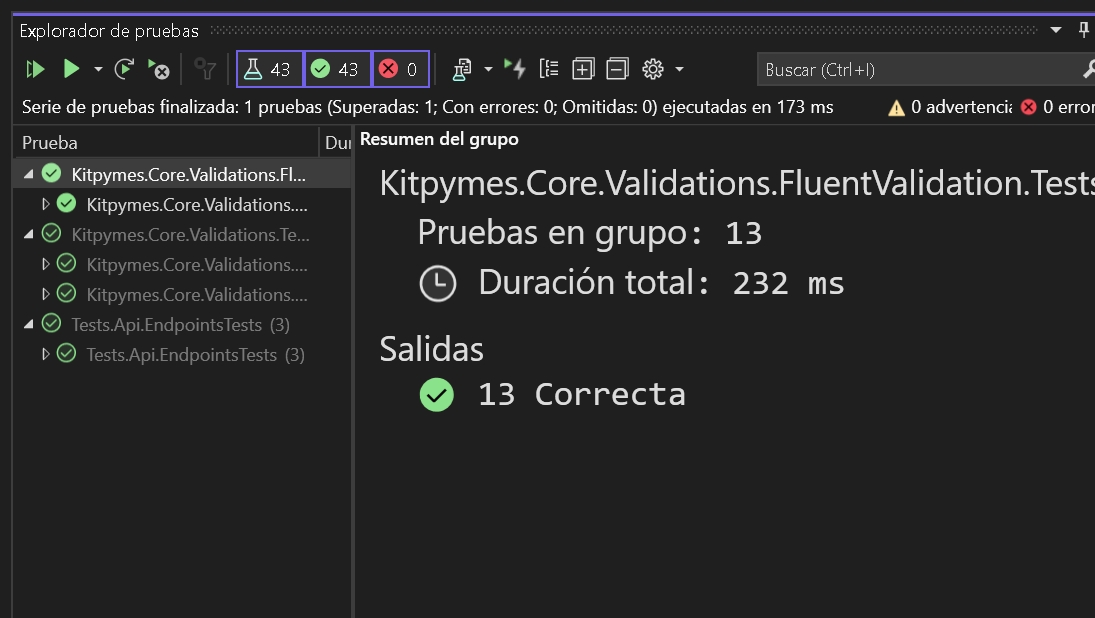 Explorador de pruebas
43 43 0
Buscar (Ctrl+I)
Serie de pruebas finalizada: 1 pruebas (Superadas: 1; Con errores: 0; Omitidas: 0) ejecutadas en 173 ms
0 advertencia 0 error
Prueba Dur
Resumen del grupo
Kitpymes.Core.Validations.Fl...
Kitpymes.Core.Validations....
Kitpymes.Core.Validations.Te...
Kitpymes.Core.Validations....
Kitpymes.Core.Validations....
Tests.Api.EndpointsTests (3)
Tests.Api.EndpointsTests (3)
Kitpymes.Core.Validations.FluentValidation.Tests
Pruebas en grupo: 13
Duración total: 232 ms
Salidas
13 Correcta